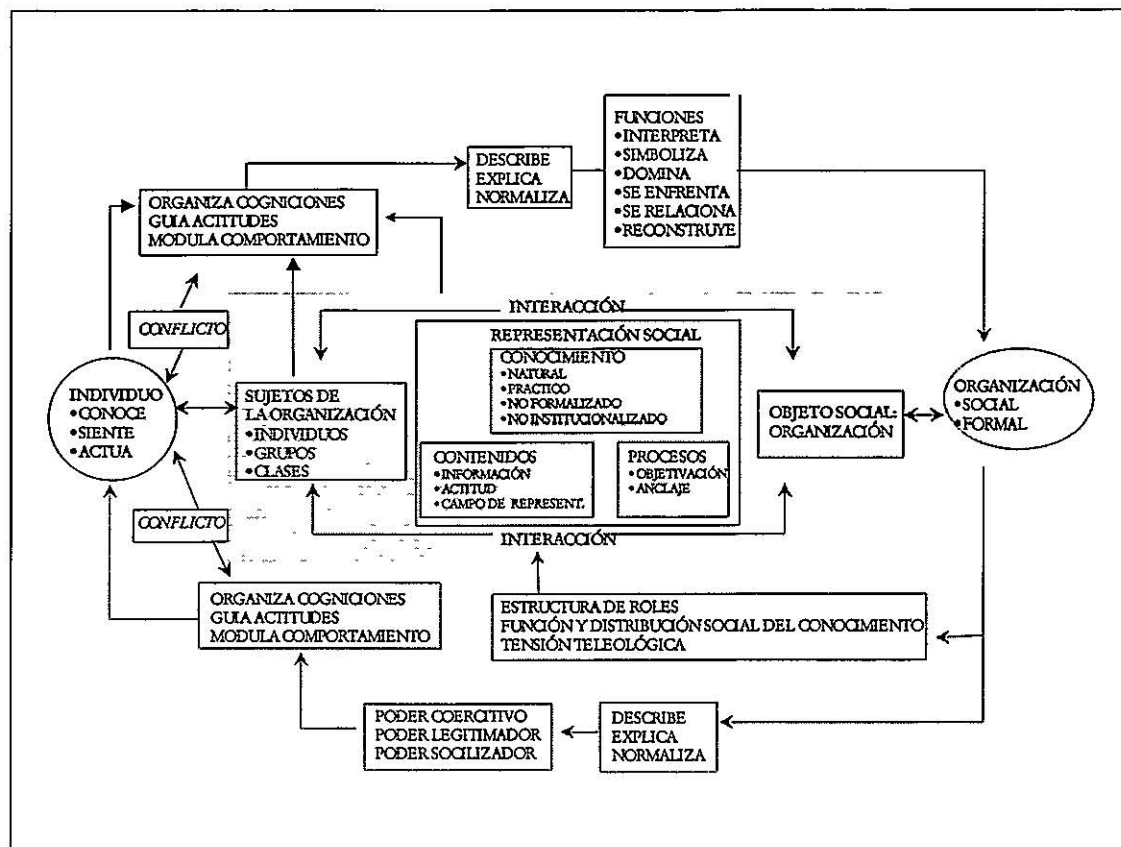 FUNCIONES
•INTERPRETA
•SIMBOLIZA
•DOMINA
•SE ENFRENTA
•SE RELACIONA
•RECONSTRUYE
DESCRIBE
EXPLICA
NORMALIZA
ORGANIZA COGNICIONES
GUIA ACTITUDES
MODULA COMPORTAMIENTO
CONFLICTO
INTERACCIÓN
REPRESENTACIÓN SOCIAL
CONOCIMIENTO
•NATURAL
•PRACTICO
•NO FORMALIZADO
•NO INSTITUCIONALIZADO
INDIVIDUO
•CONOCE
•SIENTE
•ACTUA
SUJETOS DE
LA ORGANIZACIÓN
•INDIVIDUOS
•GRUPOS
•CLASES
CONTENIDOS
•INFORMACIÓN
•ACTITUD
•CAMPO DE REPRESENT.
PROCESOS
•OBJETIVACIÓN
•ANCLAJE
OBJETO SOCIAL:
ORGANIZACIÓN
ORGANIZACIÓN
•SOCIAL
•FORMAL
CONFLICTO
INTERACCIÓN
ORGANIZA COGNICIONES
GUIA ACTITUDES
MODULA COMPORTAMIENTO
ESTRUCTURA DE ROLES
FUNCIÓN Y DISTRIBUCIÓN SOCIAL DEL CONOCIMIENTO
TENSIÓN TELEOLÓGICA
PODER COERCITIVO
PODER LEGITIMADOR
PODER SOCILIZADOR
DESCRIBE
EXPLICA
NORMALIZA